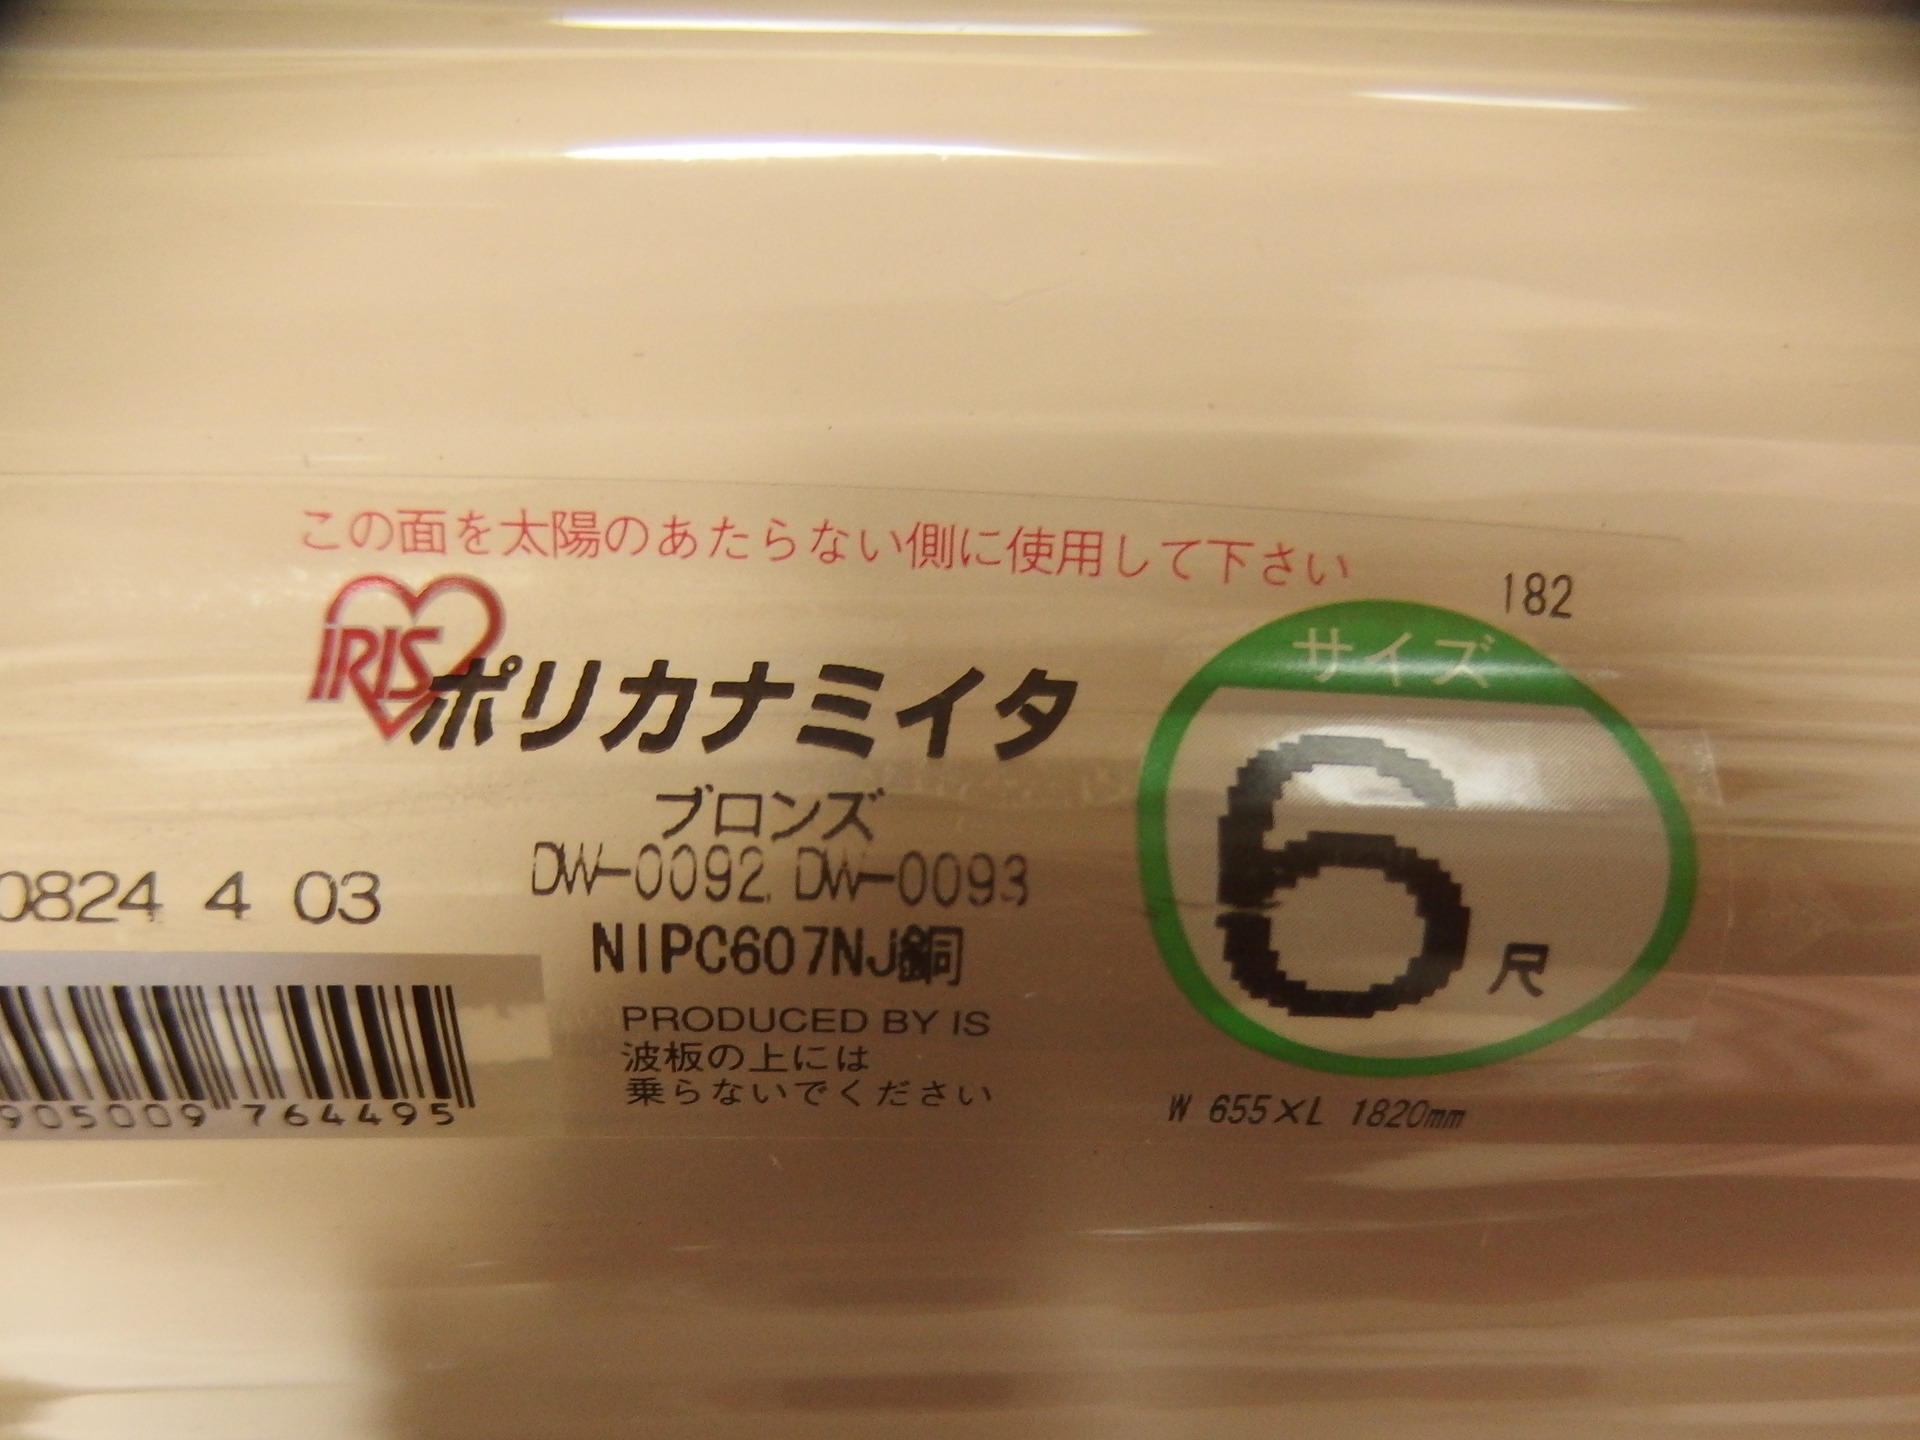 この面を太陽のあたらない側に使用して下さい
182
IRIS
ポリカナミイタ
サイズ
6尺
ブロンズ
DW-0092, DW-0093
0824 4 03
NIPC607NJ銅
PRODUCED BY IS
波板の上には
乗らないでください
905009 764495
W 655×L 1820mm